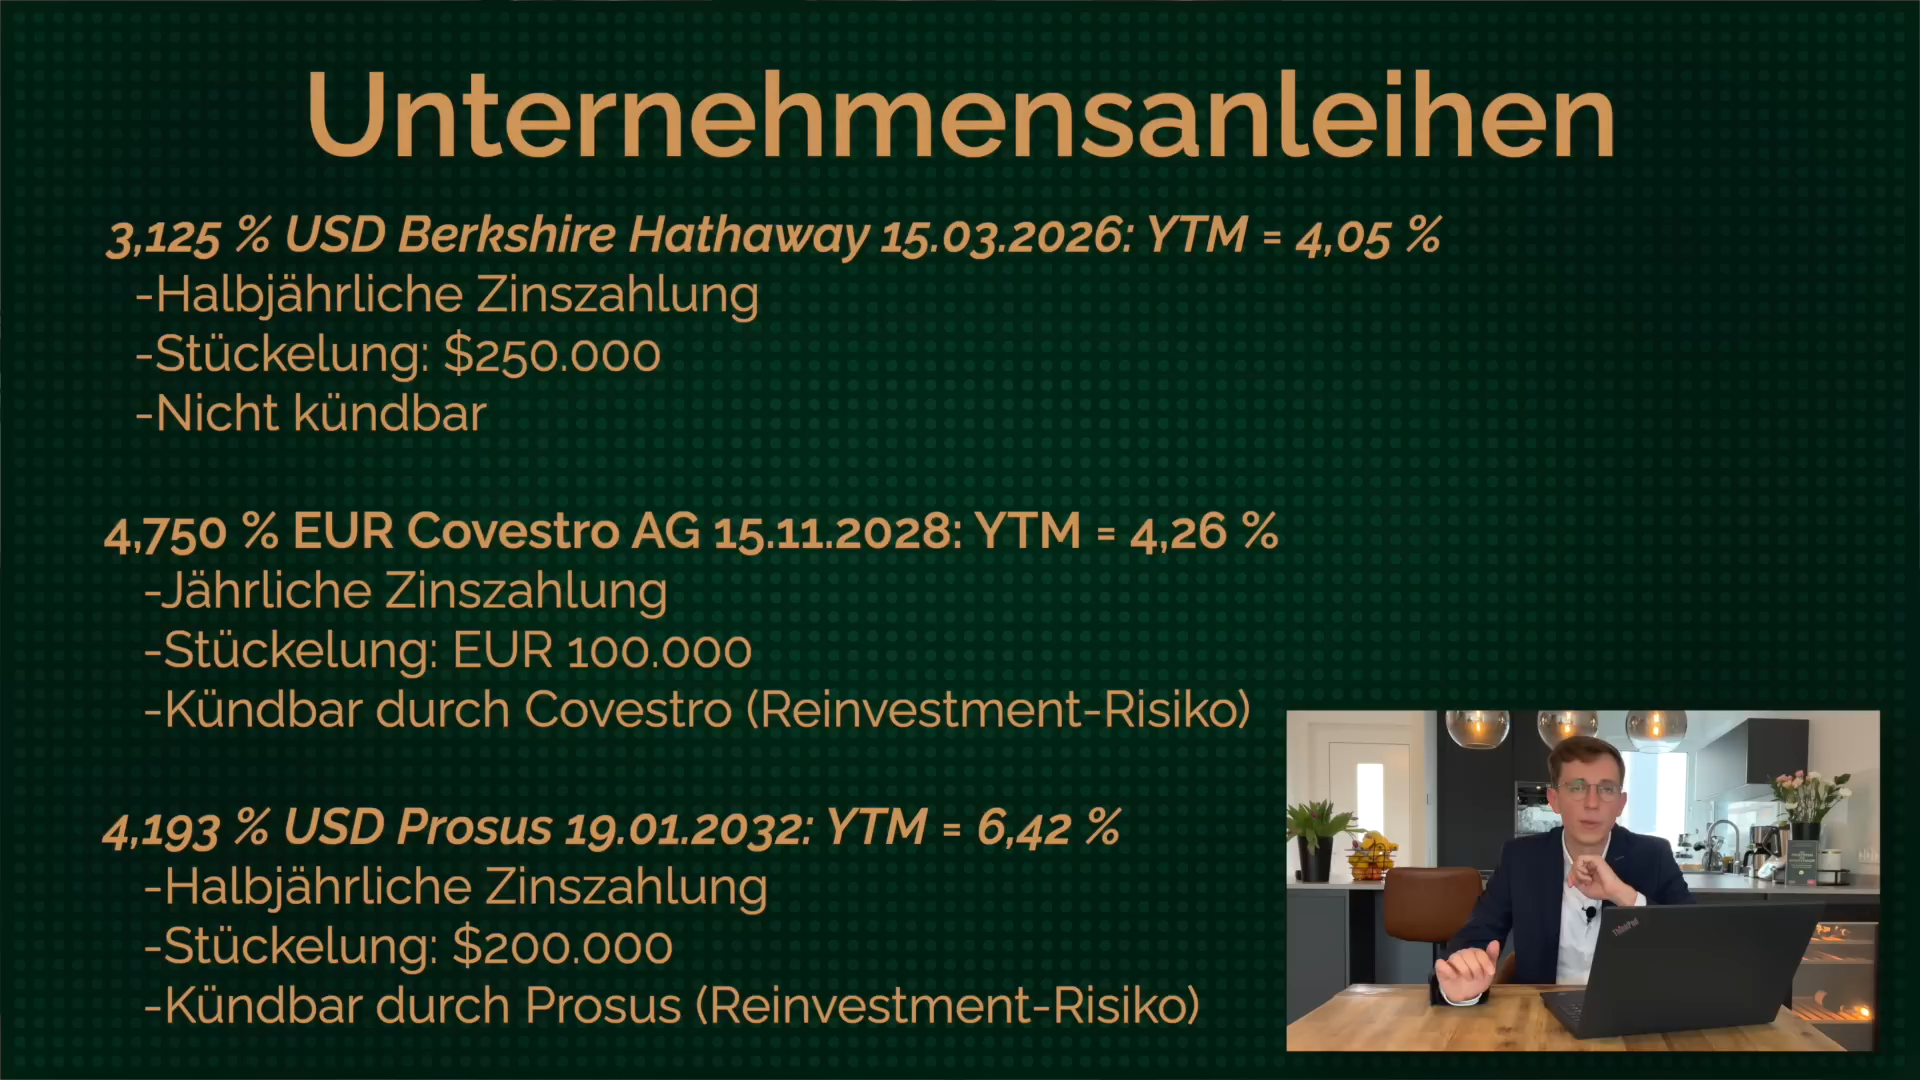 Unternehmensanleihen
3,125 % USD Berkshire Hathaway 15.03.2026: YTM = 4,05 %
-Halbjährliche Zinszahlung
-Stückelung: $250.000
-Nicht kündbar
4,750 % EUR Covestro AG 15.11.2028: YTM = 4,26 %
-Jährliche Zinszahlung
-Stückelung: EUR 100.000
-Kündbar durch Covestro (Reinvestment-Risiko)
4,193 % USD Prosus 19.01.2032: YTM = 6,42 %
-Halbjährliche Zinszahlung
-Stückelung: $200.000
-Kündbar durch Prosus (Reinvestment-Risiko)
ThinkPad